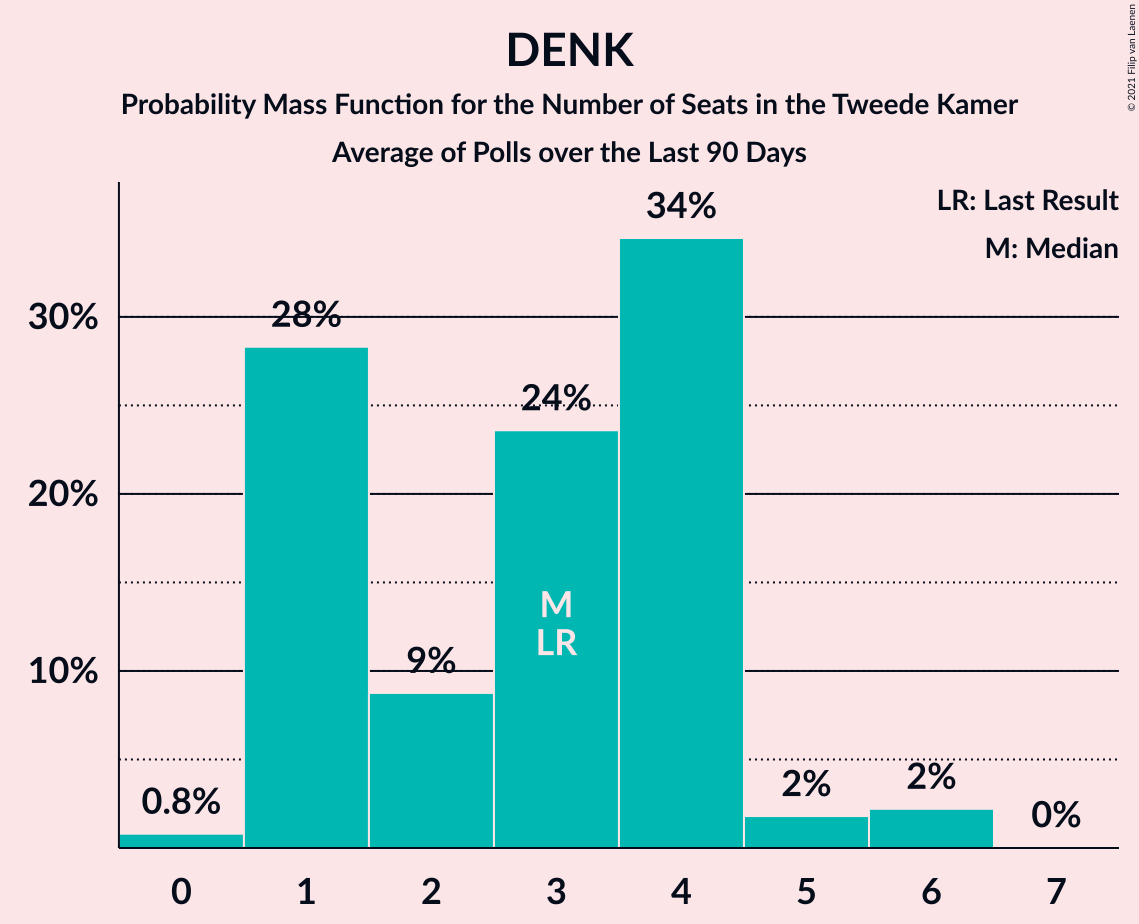 DENK
Probability Mass Function for the Number of Seats in the Tweede Kamer
Average of Polls over the Last 90 Days
© 2021 Filip van Laenen
LR: Last Result
M: Median
34%
30%
28%
24%
20%
M
LR
10%
9%
0.8%
2%
2%
0%
0
1
2
3
4
5
6
7